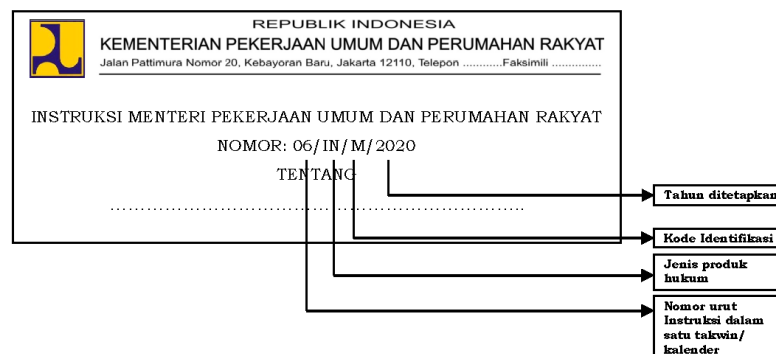 REPUBLIK INDONESIA
KEMENTERIAN PEKERJAAN UMUM DAN PERUMAHAN RAKYAT
Jalan Pattimura Nomor 20, Kebayoran Baru, Jakarta 12110, Telepon ............Faksimili ...............
INSTRUKSI MENTERI PEKERJAAN UMUM DAN PERUMAHAN RAKYAT
NOMOR: 06/IN/M/2020
TENTANG
..................................................................
Tahun ditetapkan
Kode Identifikasi
Jenis produk
hukum
Nomor urut
Instruksi dalam
satu takwin/
kalender